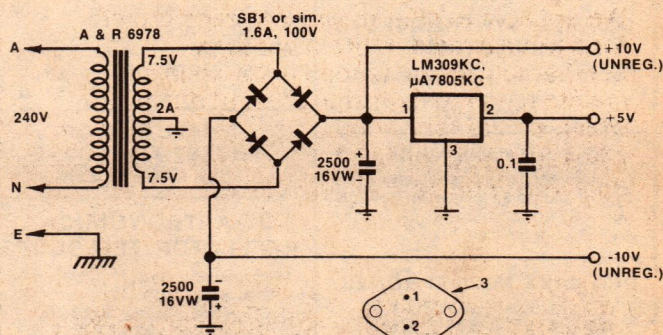 A & R 6978
SB1 or sim.
1.6A, 100V
A
7.5V
+10V
(UNREG.)
LM309KC,
µA7805KC
240V
2A
1
2
+5V
3
2500
16VW
+
–
0.1
N
7.5V
E
-10V
(UNREG.)
2500
16VW
–
+
3
1
2